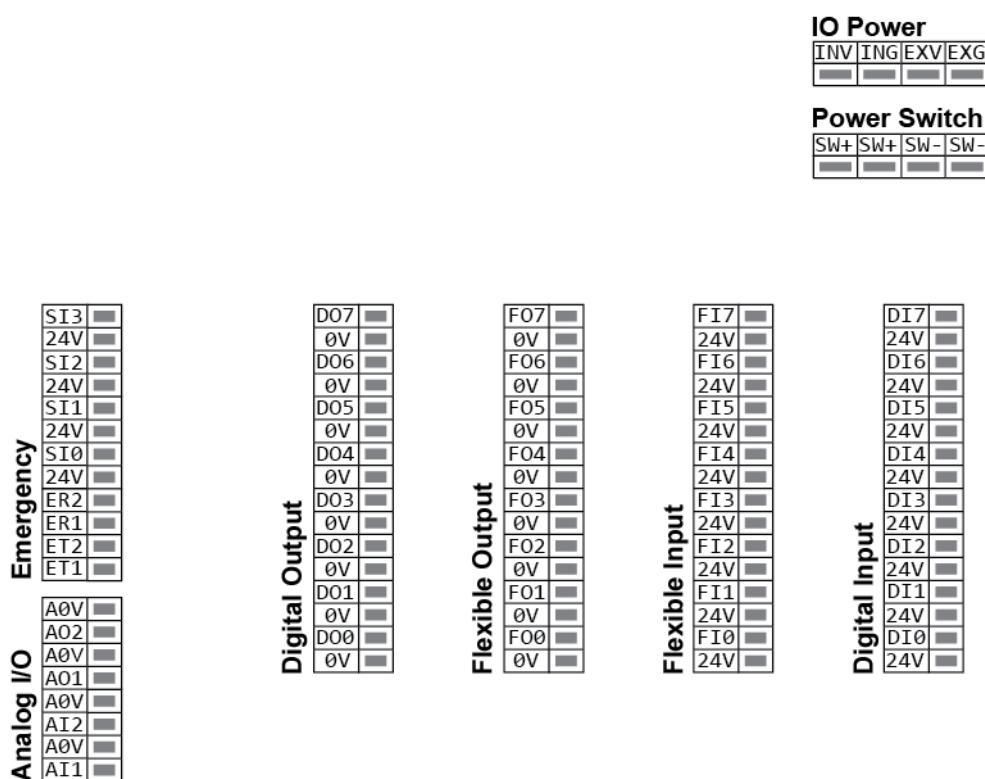 IO Power
INV ING EXV EXG
Power Switch
SW+ SW+ SW- SW-
Emergency
SI3
24V
SI2
24V
SI1
24V
SI0
24V
ER2
ER1
ET2
ET1
Analog I/O
A0V
AO2
A0V
AO1
A0V
AI2
A0V
AI1
Digital Output
DO7
0V
DO6
0V
DO5
0V
DO4
0V
DO3
0V
DO2
0V
DO1
0V
DO0
0V
Flexible Output
FO7
0V
FO6
0V
FO5
0V
FO4
0V
FO3
0V
FO2
0V
FO1
0V
FO0
0V
Flexible Input
FI7
24V
FI6
24V
FI5
24V
FI4
24V
FI3
24V
FI2
24V
FI1
24V
FI0
24V
Digital Input
DI7
24V
DI6
24V
DI5
24V
DI4
24V
DI3
24V
DI2
24V
DI1
24V
DI0
24V